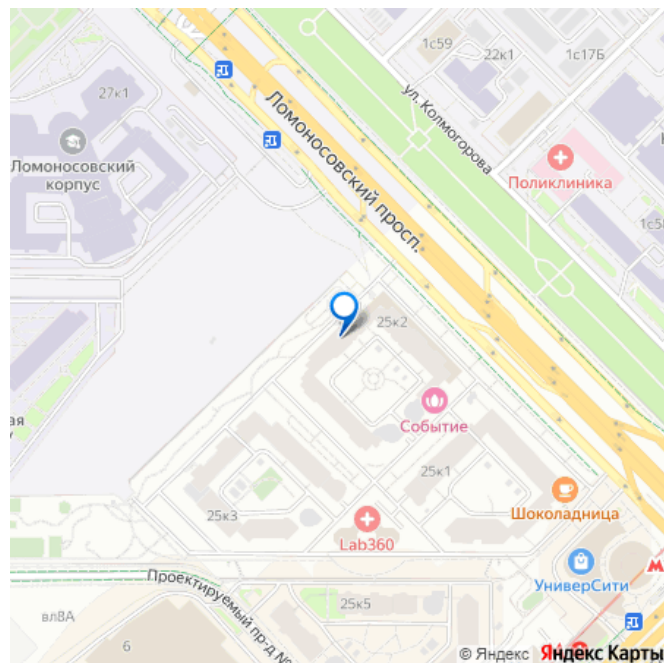 1с59
22к1
1с17Б
27к1
ул. Колмогорова
Ломоносовский
корпус
Ломоносовский просп.
Поликлиника
25к2
Событие
25к1
Шоколадница
25к3
Lab360
УниверСити
Проектируемый пр-д №
25к5
вл8А
6
© Яндекс
Яндекс Карты